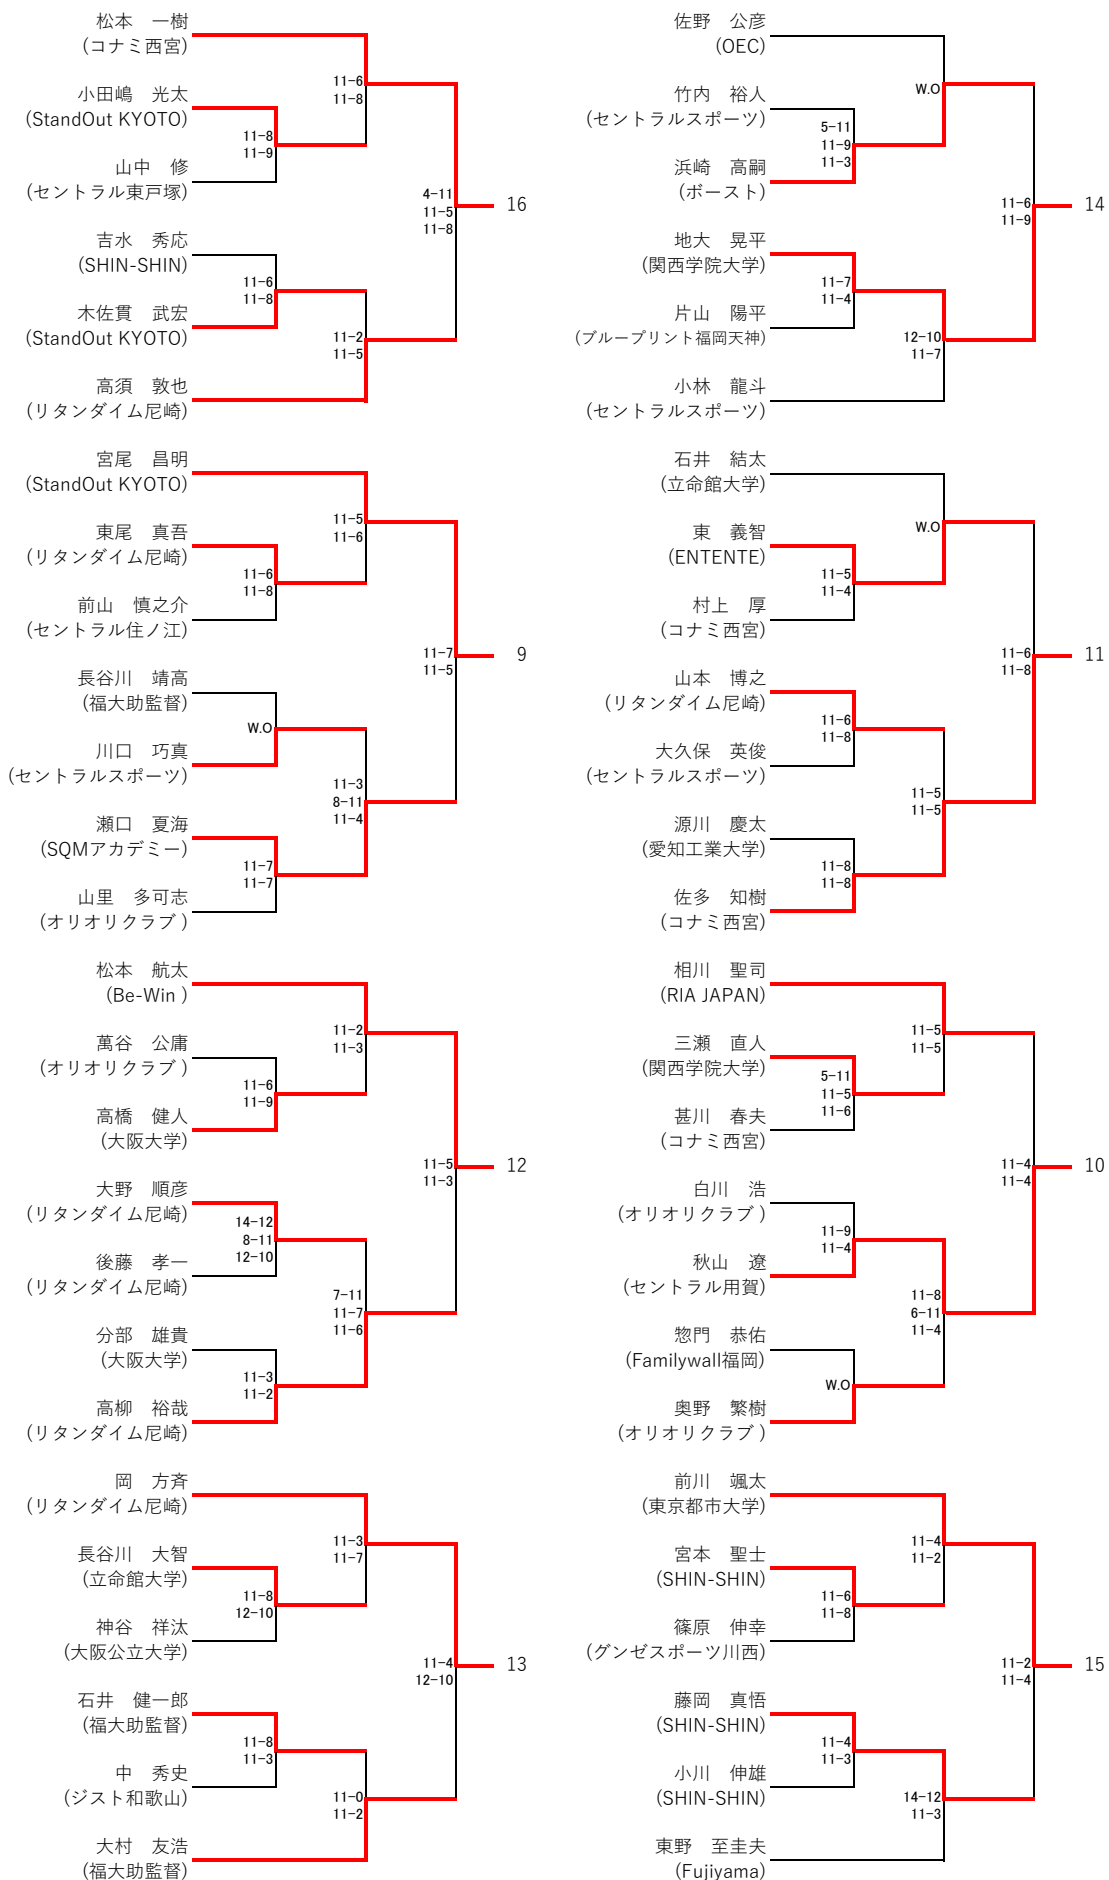 松本　一樹
(コナミ西宮)
11-6
11-8
小田嶋　光太
(StandOut KYOTO)
11-8
11-9
山中　修
(セントラル東戸塚)
4-11
11-5
11-8
16
吉水　秀応
(SHIN-SHIN)
11-6
11-8
木佐貫　武宏
(StandOut KYOTO)
11-2
11-5
高須　敦也
(リタンダイム尼崎)
宮尾　昌明
(StandOut KYOTO)
11-5
11-6
東尾　真吾
(リタンダイム尼崎)
11-6
11-8
前山　慎之介
(セントラル住ノ江)
11-7
11-5
9
長谷川　靖高
(福大助監督)
W.O
川口　巧真
(セントラルスポーツ)
11-3
8-11
11-4
瀬口　夏海
(SQMアカデミー)
11-7
11-7
山里　多可志
(オリオリクラブ )
松本　航太
(Be-Win )
11-2
11-3
萬谷　公庸
(オリオリクラブ )
11-6
11-9
高橋　健人
(大阪大学)
11-5
11-3
12
大野　順彦
(リタンダイム尼崎)
14-12
8-11
12-10
後藤　孝一
(リタンダイム尼崎)
7-11
11-7
11-6
分部　雄貴
(大阪大学)
11-3
11-2
高柳　裕哉
(リタンダイム尼崎)
岡　方斉
(リタンダイム尼崎)
11-3
11-7
長谷川　大智
(立命館大学)
11-8
12-10
神谷　祥汰
(大阪公立大学)
11-4
12-10
13
石井　健一郎
(福大助監督)
11-8
11-3
中　秀史
(ジスト和歌山)
11-0
11-2
大村　友浩
(福大助監督)
佐野　公彦
(OEC)
W.O
竹内　裕人
(セントラルスポーツ)
5-11
11-9
11-3
浜崎　高嗣
(ボースト)
11-6
11-9
14
地大　晃平
(関西学院大学)
11-7
11-4
片山　陽平
(ブループリント福岡天神)
12-10
11-7
小林　龍斗
(セントラルスポーツ)
石井　結太
(立命館大学)
W.O
東　義智
(ENTENTE)
11-5
11-4
村上　厚
(コナミ西宮)
11-6
11-8
11
山本　博之
(リタンダイム尼崎)
11-6
11-8
大久保　英俊
(セントラルスポーツ)
11-5
11-5
源川　慶太
(愛知工業大学)
11-8
11-8
佐多　知樹
(コナミ西宮)
相川　聖司
(RIA JAPAN)
11-5
11-5
三瀬　直人
(関西学院大学)
5-11
11-5
11-6
甚川　春夫
(コナミ西宮)
11-4
11-4
10
白川　浩
(オリオリクラブ )
11-9
11-4
秋山　遼
(セントラル用賀)
11-8
6-11
11-4
惣門　恭佑
(Familywall福岡)
W.O
奥野　繁樹
(オリオリクラブ )
前川　颯太
(東京都市大学)
11-4
11-2
宮本　聖士
(SHIN-SHIN)
11-6
11-8
篠原　伸幸
(グンゼスポーツ川西)
11-2
11-4
15
藤岡　真悟
(SHIN-SHIN)
11-4
11-3
小川　伸雄
(SHIN-SHIN)
14-12
11-3
東野　至圭夫
(Fujiyama)